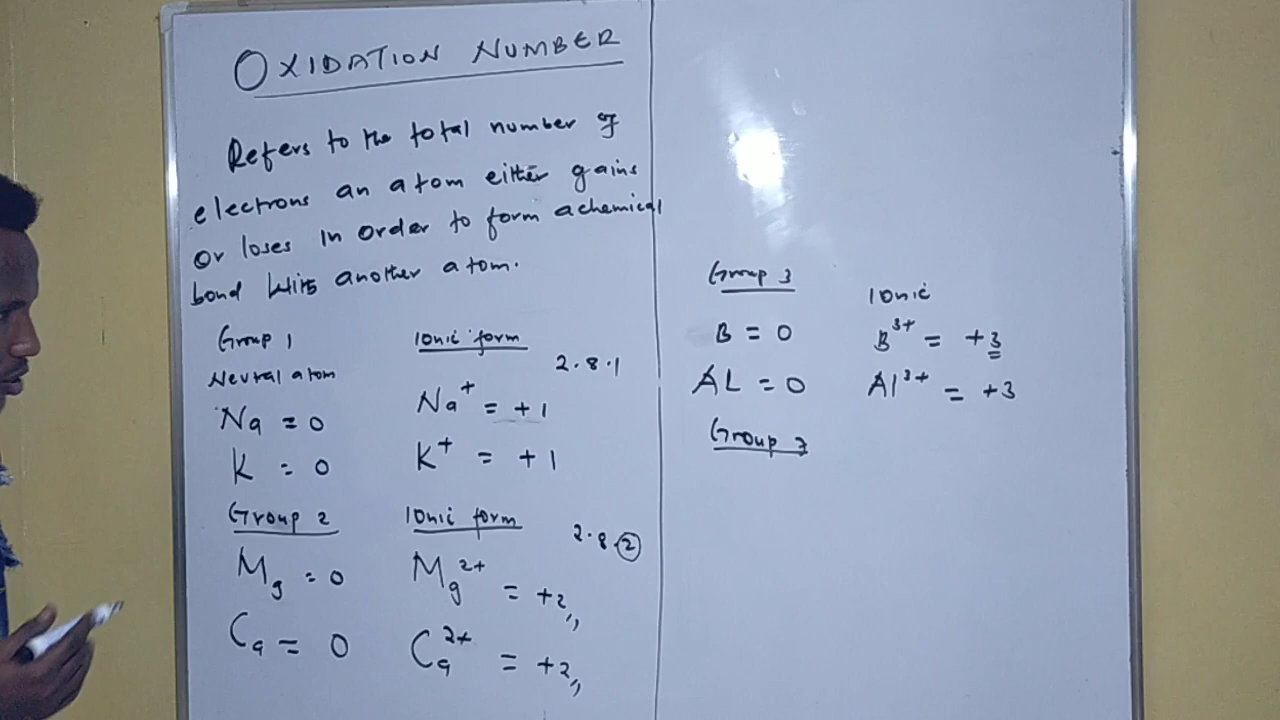 OXIDATION NUMBER
Refers to the total number of
electrons an atom either gains
or loses in order to form a chemical
bond with another atom.
Group 1 Ionic form
Neutral atom 2.8.1
Na = 0 Na+ = +1
K = 0 K+ = +1
Group 2 Ionic form
2.8.2
Mg = 0 Mg2+ = +2,,
Ca = 0 Ca2+ = +2,,
Group 3 Ionic
B = 0 B3+ = +3
AL = 0 Al3+ = +3
Group 7